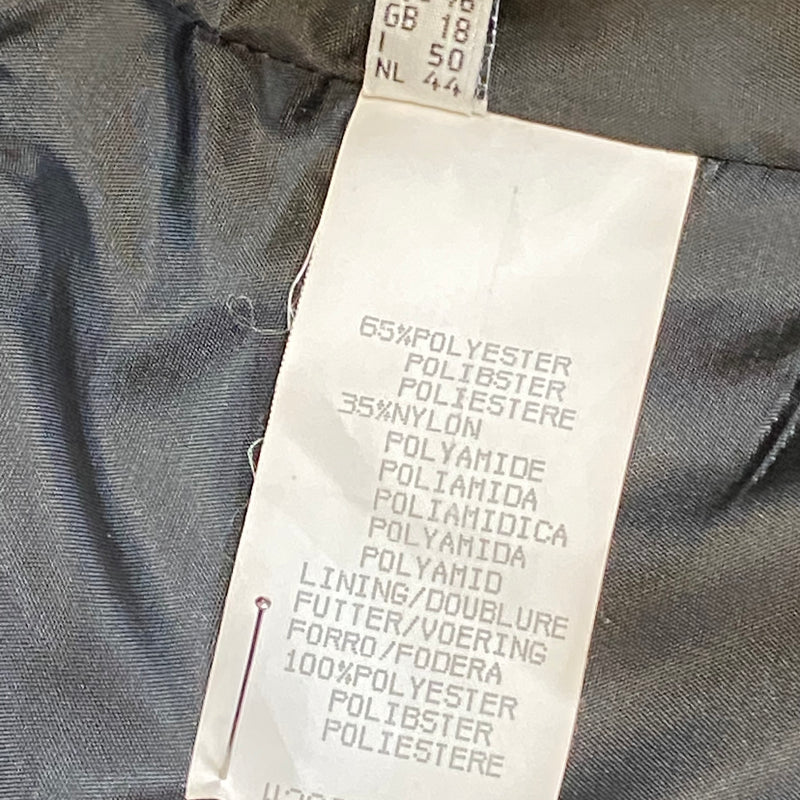 GB 18
I 50
NL 44
65%POLYESTER
POLIBSTER
POLIESTERE
35%NYLON
POLYAMIDE
POLIAMIDA
POLIAMIDICA
POLYAMIDA
POLYAMID
LINING/DOUBLURE
FUTTER/VOERING
FORRO/FODERA
100%POLYESTER
POLIBSTER
POLIESTERE